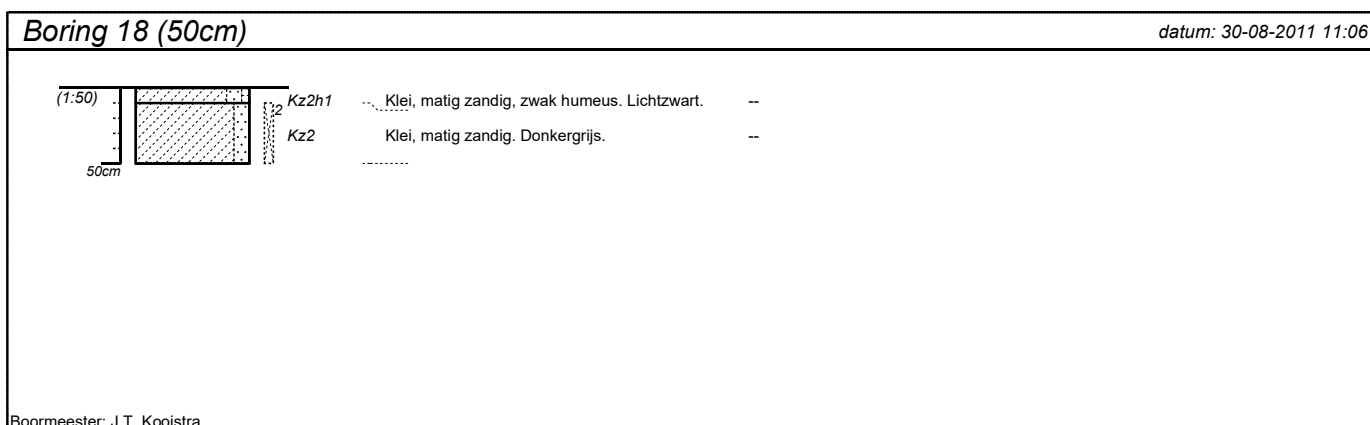 Boring 18 (50cm) datum: 30-08-2011 11:06
(1:50) Kz2h1 Klei, matig zandig, zwak humeus. Lichtzwart. --
2
Kz2 Klei, matig zandig. Donkergrijs. --
50cm
Boormeester: J.T. Kooistra